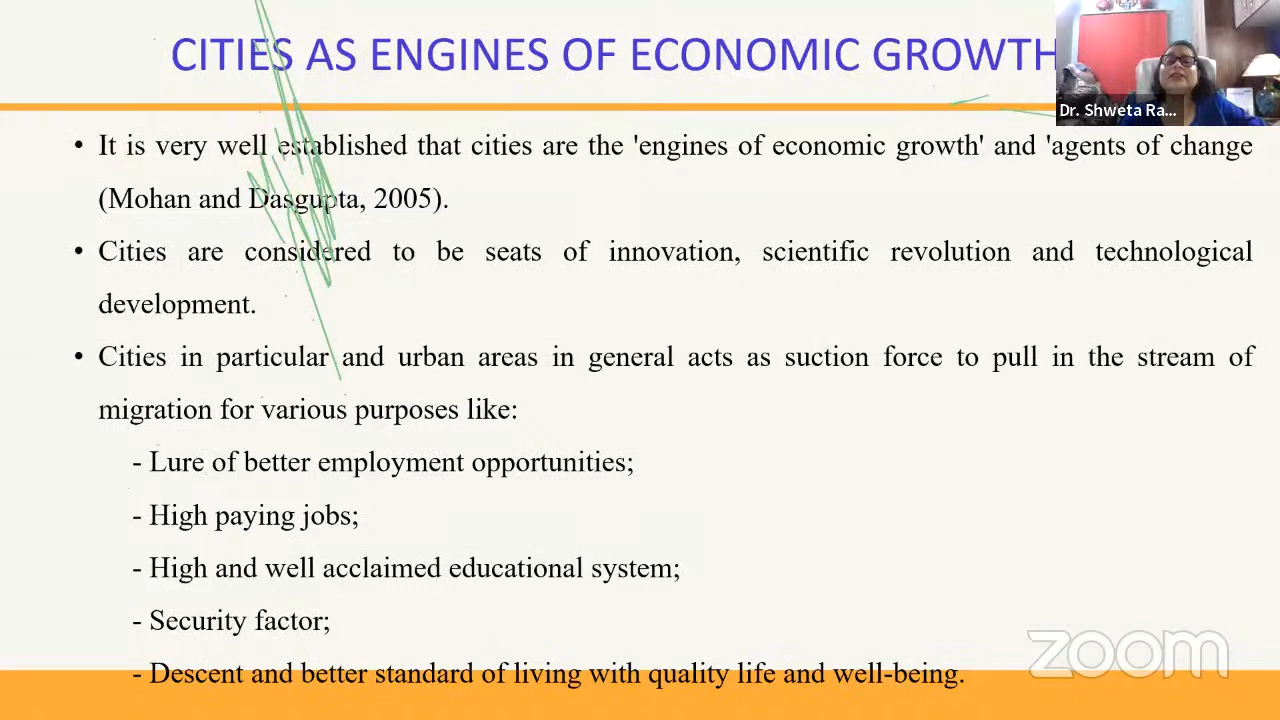 CITIES AS ENGINES OF ECONOMIC GROWTH
Dr. Shweta Ra...
• It is very well established that cities are the 'engines of economic growth' and 'agents of change
(Mohan and Dasgupta, 2005).
• Cities are considered to be seats of innovation, scientific revolution and technological
development.
• Cities in particular and urban areas in general acts as suction force to pull in the stream of
migration for various purposes like:
- Lure of better employment opportunities;
- High paying jobs;
- High and well acclaimed educational system;
- Security factor;
- Descent and better standard of living with quality life and well-being.
zoom